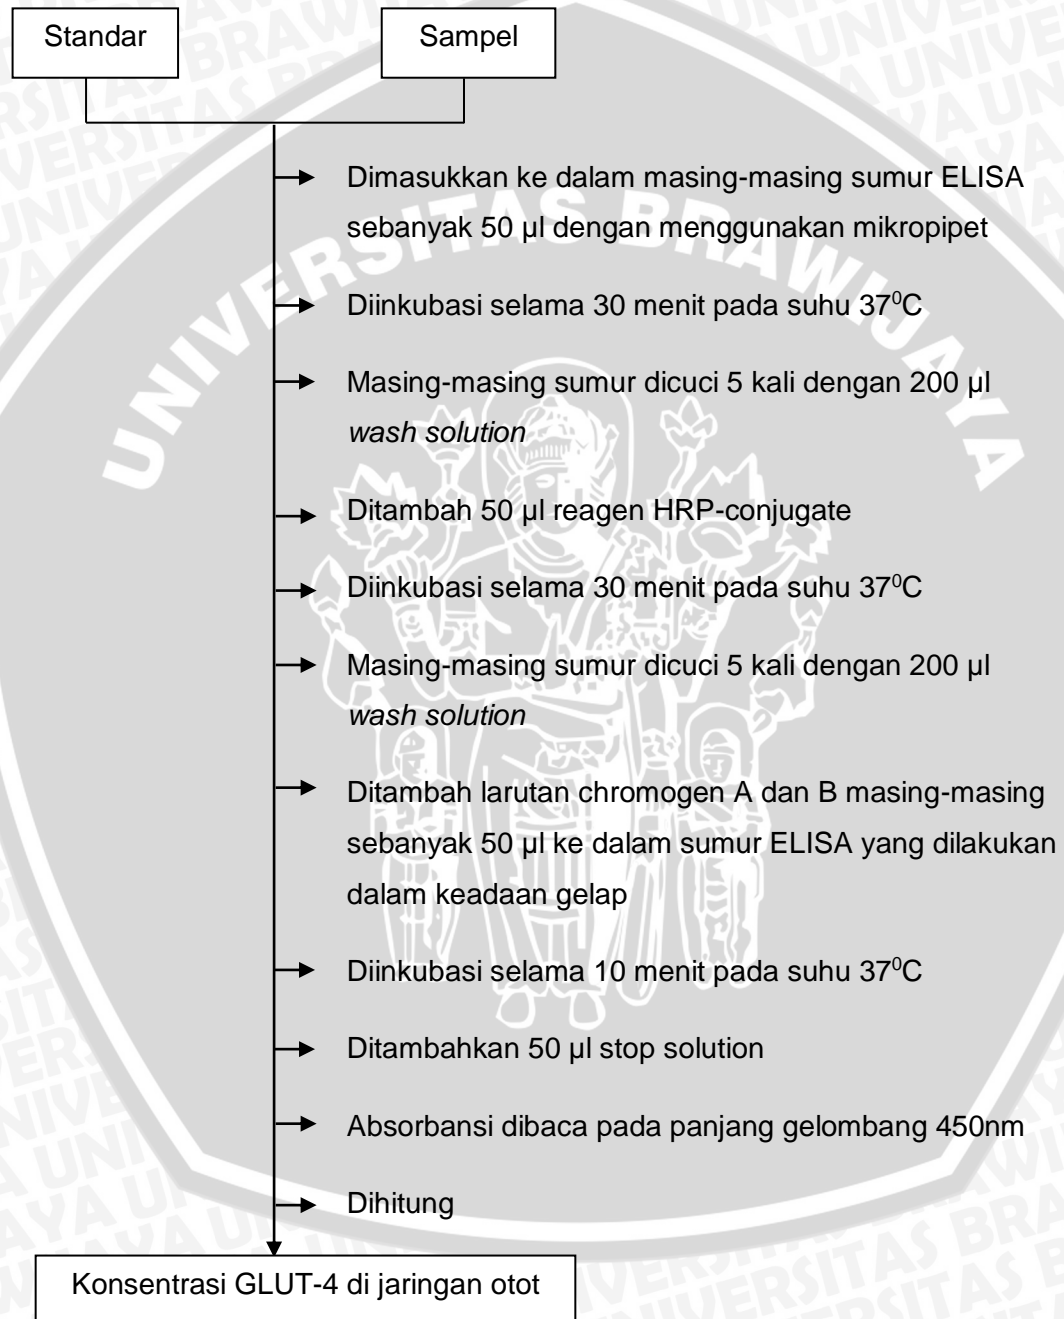 Standar
Sampel
Dimasukkan ke dalam masing-masing sumur ELISA
sebanyak 50 µl dengan menggunakan mikropipet
Diinkubasi selama 30 menit pada suhu 37⁰C
Masing-masing sumur dicuci 5 kali dengan 200 µl
wash solution
Ditambah 50 µl reagen HRP-conjugate
Diinkubasi selama 30 menit pada suhu 37⁰C
Masing-masing sumur dicuci 5 kali dengan 200 µl
wash solution
Ditambah larutan chromogen A dan B masing-masing
sebanyak 50 µl ke dalam sumur ELISA yang dilakukan
dalam keadaan gelap
Diinkubasi selama 10 menit pada suhu 37⁰C
Ditambahkan 50 µl stop solution
Absorbansi dibaca pada panjang gelombang 450nm
Dihitung
Konsentrasi GLUT-4 di jaringan otot
UNIVERSITAS BRAWIJAYA